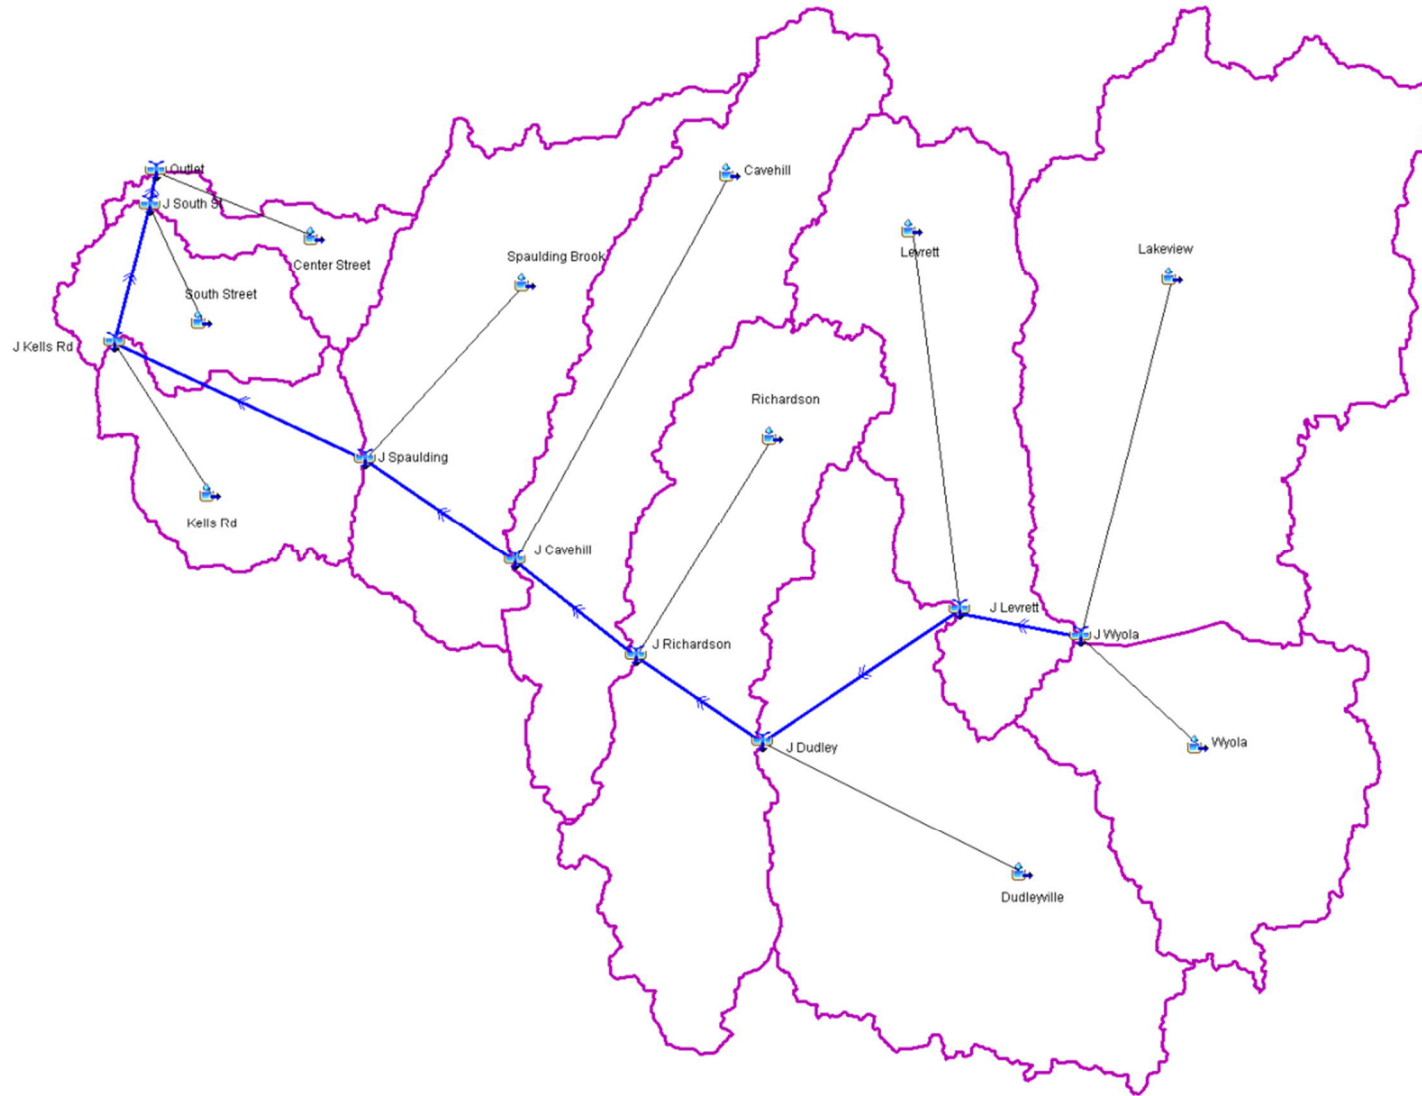 Outlet
Cavehill
J South St
Levrett
Center Street
Spaulding Brook
Lakeview
South Street
J Kells Rd
Richardson
J Spaulding
Kells Rd
J Cavehill
J Levrett
J Wyola
J Richardson
J Dudley
Wyola
Dudleyville